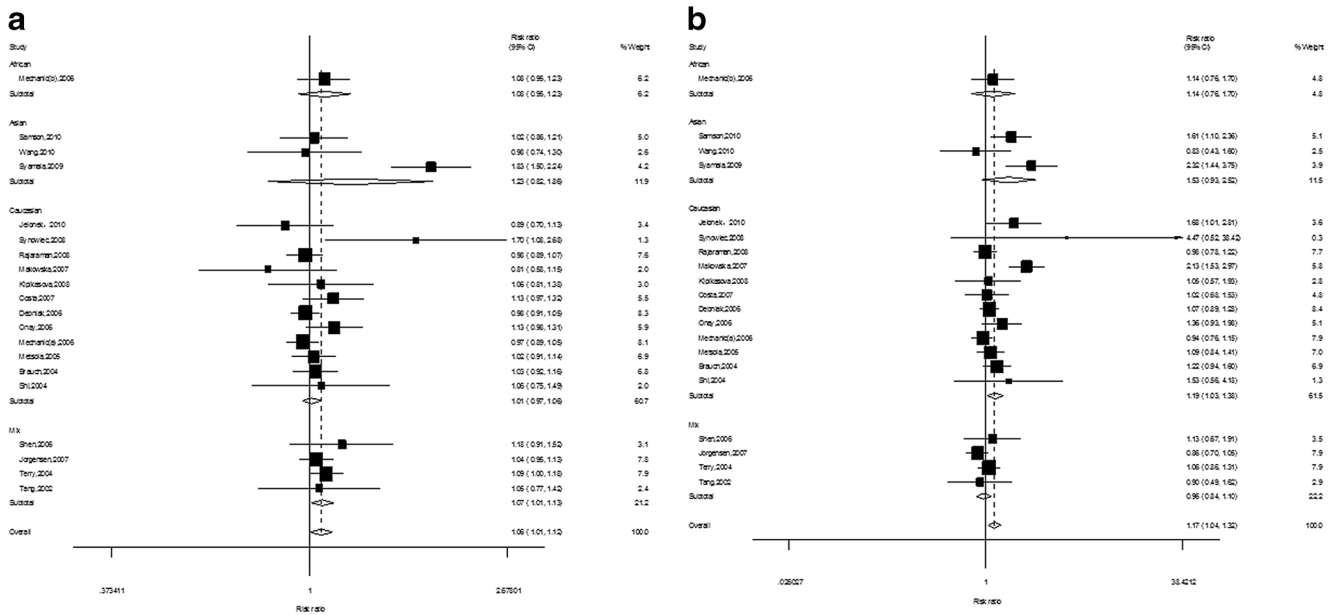 a
Risk ratio
Study (95% CI) % Weight
African
Mechanic(b),2006 1.08 (0.95, 1.23) 6.2
Subtotal 1.08 (0.95, 1.23) 6.2
Asian
Samson,2010 1.02 (0.86, 1.21) 5.0
Wang,2010 0.98 (0.74, 1.30) 2.6
Syamala,2009 1.83 (1.50, 2.24) 4.2
Subtotal 1.23 (0.82, 1.86) 11.9
Caucasian
Jelonek, 2010 0.89 (0.70, 1.13) 3.4
Synowiec,2008 1.70 (1.08, 2.68) 1.3
Rajaraman,2008 0.98 (0.89, 1.07) 7.6
Makowska,2007 0.81 (0.58, 1.15) 2.0
Kipikasova,2008 1.06 (0.81, 1.38) 3.0
Costa,2007 1.13 (0.97, 1.32) 5.5
Debniak,2006 0.98 (0.91, 1.05) 8.3
Onay,2006 1.13 (0.98, 1.31) 5.9
Mechanic(a),2006 0.97 (0.89, 1.05) 8.1
Metsola,2005 1.02 (0.91, 1.14) 6.9
Brauch,2004 1.03 (0.92, 1.16) 6.8
Shi,2004 1.06 (0.75, 1.49) 2.0
Subtotal 1.01 (0.97, 1.06) 60.7
Mix
Shen,2006 1.18 (0.91, 1.52) 3.1
Jorgensen,2007 1.04 (0.95, 1.13) 7.8
Terry,2004 1.09 (1.00, 1.18) 7.9
Tang,2002 1.05 (0.77, 1.42) 2.4
Subtotal 1.07 (1.01, 1.13) 21.2
Overall 1.06 (1.01, 1.12) 100.0
.373411 1 2.67801
Risk ratio
b
Risk ratio
Study (95% CI) % Weight
African
Mechanic(b),2006 1.14 (0.76, 1.70) 4.8
Subtotal 1.14 (0.76, 1.70) 4.8
Asian
Samson,2010 1.61 (1.10, 2.36) 5.1
Wang,2010 0.83 (0.43, 1.60) 2.5
Syamala,2009 2.32 (1.44, 3.75) 3.9
Subtotal 1.53 (0.93, 2.52) 11.5
Caucasian
Jelonek, 2010 1.68 (1.01, 2.81) 3.6
Synowiec,2008 4.47 (0.52, 38.42) 0.3
Rajaraman,2008 0.98 (0.78, 1.22) 7.7
Makowska,2007 2.13 (1.53, 2.97) 5.8
Kipikasova,2008 1.05 (0.57, 1.93) 2.8
Costa,2007 1.02 (0.68, 1.53) 4.8
Debniak,2006 1.07 (0.89, 1.28) 8.4
Onay,2006 1.36 (0.93, 1.98) 5.1
Mechanic(a),2006 0.94 (0.76, 1.15) 7.9
Metsola,2005 1.09 (0.84, 1.41) 7.0
Brauch,2004 1.22 (0.94, 1.60) 6.9
Shi,2004 1.53 (0.56, 4.18) 1.3
Subtotal 1.19 (1.03, 1.38) 61.5
Mix
Shen,2006 1.13 (0.67, 1.91) 3.5
Jorgensen,2007 0.86 (0.70, 1.05) 7.9
Terry,2004 1.06 (0.86, 1.31) 7.9
Tang,2002 0.90 (0.49, 1.62) 2.9
Subtotal 0.96 (0.84, 1.10) 22.2
Overall 1.17 (1.04, 1.32) 100.0
.026027 1 38.4212
Risk ratio